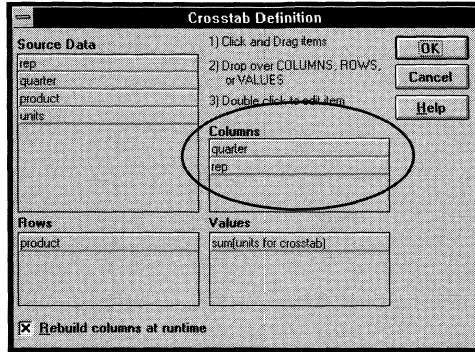 Crosstab Definition
Source Data
rep
quarter
product
units
1) Click and Drag items
2) Drop over COLUMNS, ROWS,
or VALUES
3) Double click to edit item
OK
Cancel
Help
Columns
quarter
rep
Rows
product
Values
sum(units for crosstab)
Rebuild columns at runtime